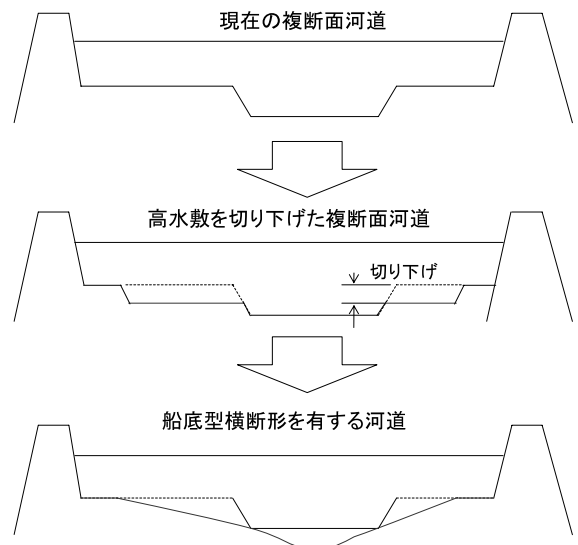 現在の複断面河道
高水敷を切り下げた複断面河道
切り下げ
船底型横断形を有する河道